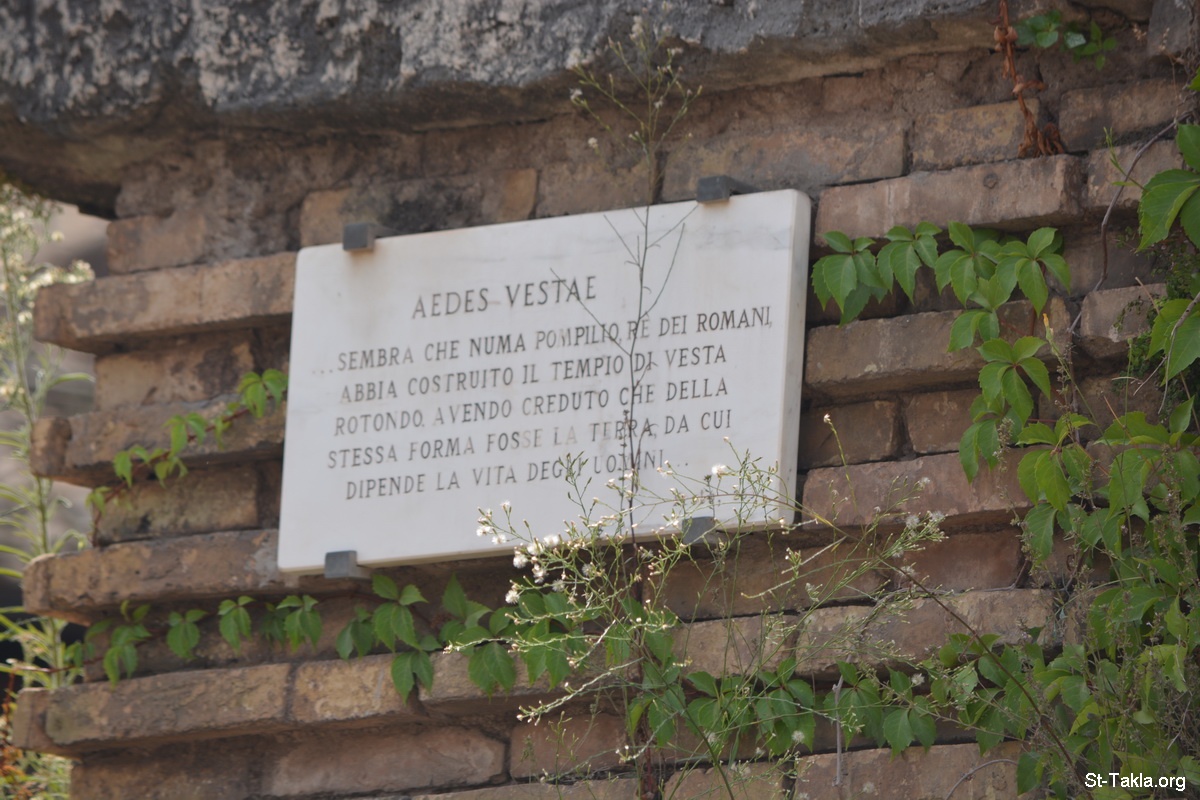 AEDES VESTAE
...SEMBRA CHE NUMA POMPILIO, RE DEI ROMANI,
ABBIA COSTRUITO IL TEMPIO DI VESTA
ROTONDO, AVENDO CREDUTO CHE DELLA
STESSA FORMA FOSSE LA TERRA, DA CUI
DIPENDE LA VITA DEGLI UOMINI...
St-Takla.org